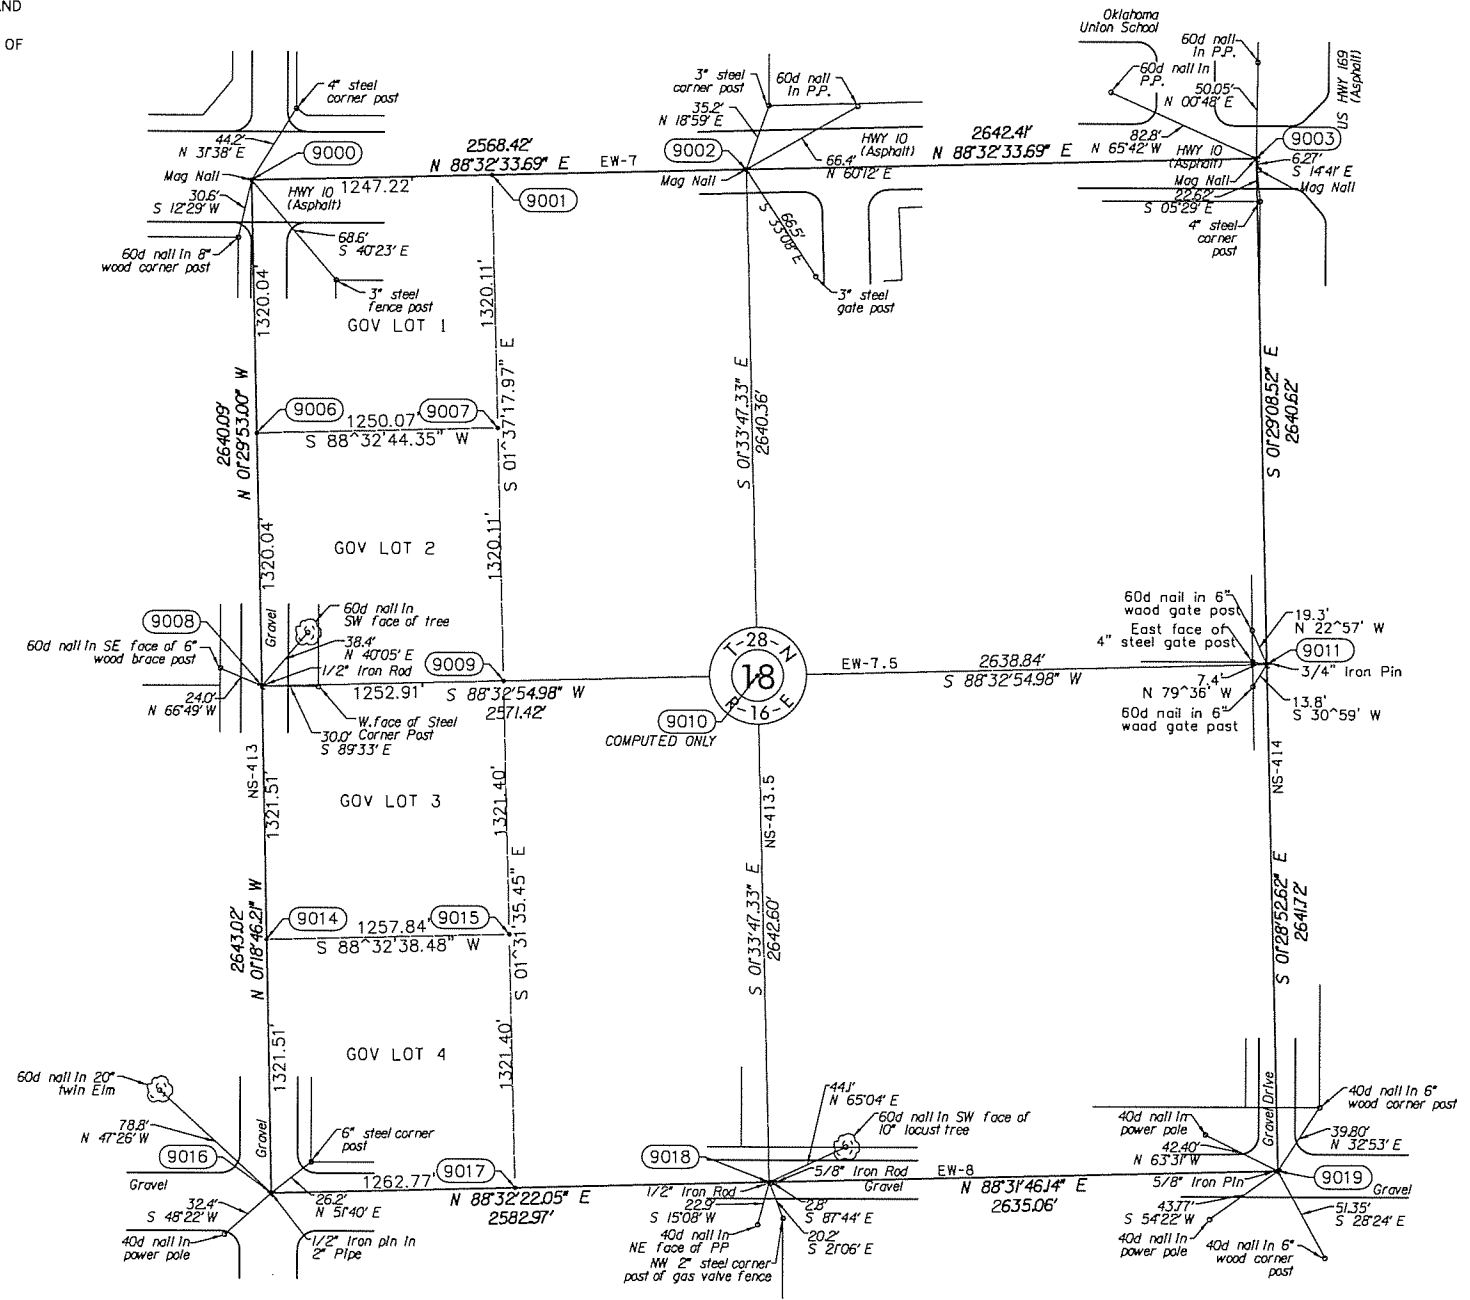 AND
OF
4" steel
corner post
44.2'
N 31°38' E
9000
Mag Nail
30.6'
S 12°29' W
HWY 10
(Asphalt)
1247.22'
60d nail in 8"
wood corner post
68.6'
S 40°23' E
3" steel
fence post
2568.42'
N 88°32'33.69" E
EW-7
9001
9002
Mag Nail
3" steel
corner post
35.2'
N 18°59' E
60d nail
in P.P.
HWY 10
(Asphalt)
66.4'
N 60°12' E
66.5'
S 33°08' E
3" steel
gate post
2642.41'
N 88°32'33.69" E
Oklahoma
Union School
60d nail
in P.P.
60d nail in
P.P.
50.05'
N 00°48' E
US HWY 169
(Asphalt)
82.8'
N 65°42' W
HWY 10
(Asphalt)
9003
6.27'
S 14°41' E
Mag Nail
Mag Nail
22.62'
S 05°29' E
4" steel
corner
post
1320.04'
GOV LOT 1
1320.11'
N 01°29'53.00" W
2640.09'
9006
1250.07'
9007
S 88^32'44.35" W
S 01^37'17.97" E
S 01°33'47.33" E
2640.36'
S 01°29'08.52" E
2640.62'
1320.04'
GOV LOT 2
1320.11'
9008
Gravel
60d nail in
SW face of tree
60d nail in SE face of 6"
wood brace post
38.4'
N 40°05' E
1/2" Iron Rod
24.0'
N 66°49' W
1252.91'
9009
S 88^32'54.98" W
2571.42'
W.face of Steel
Corner Post
30.0'
S 89°33' E
T-28-N
18
R-16-E
9010
COMPUTED ONLY
EW-7.5
2638.84'
S 88^32'54.98" W
60d nail in 6"
wood gate post
East face of
4" steel gate post
19.3'
N 22^57' W
9011
3/4" Iron Pin
7.4'
N 79^36' W
60d nail in 6"
wood gate post
13.8'
S 30^59' W
NS-413
1321.51'
GOV LOT 3
1321.40'
NS-413.5
NS-414
N 01°18'46.21" W
2643.02'
9014
1257.84'
9015
S 88^32'38.48" W
S 01^31'35.45" E
S 01°33'47.33" E
2642.60'
S 01°28'52.62" E
2641.72'
1321.51'
GOV LOT 4
1321.40'
60d nail in 20"
twin Elm
78.8'
N 47°26' W
Gravel
6" steel corner
post
9016
Gravel
1262.77'
9017
N 88°32'22.05" E
2582.97'
32.4'
S 48°22' W
26.2'
N 51°40' E
40d nail in
power pole
1/2" Iron pin in
2" Pipe
44.1'
N 65°04' E
60d nail in SW face of
10" locust tree
9018
5/8" Iron Rod
1/2" Iron Rod
Gravel
EW-8
22.9'
S 15°08' W
2.8'
S 87°44' E
40d nail in
NE face of PP
20.2'
S 21°06' E
NW 2" steel corner
post of gas valve fence
N 88°31'46.14" E
2635.06'
Gravel Drive
40d nail in
power pole
42.40'
N 63°31' W
5/8" Iron Pin
40d nail in 6"
wood corner post
39.80'
N 32°53' E
9019
Gravel
43.77'
S 54°22' W
40d nail in
power pole
51.35'
S 28°24' E
40d nail in 6"
wood corner
post